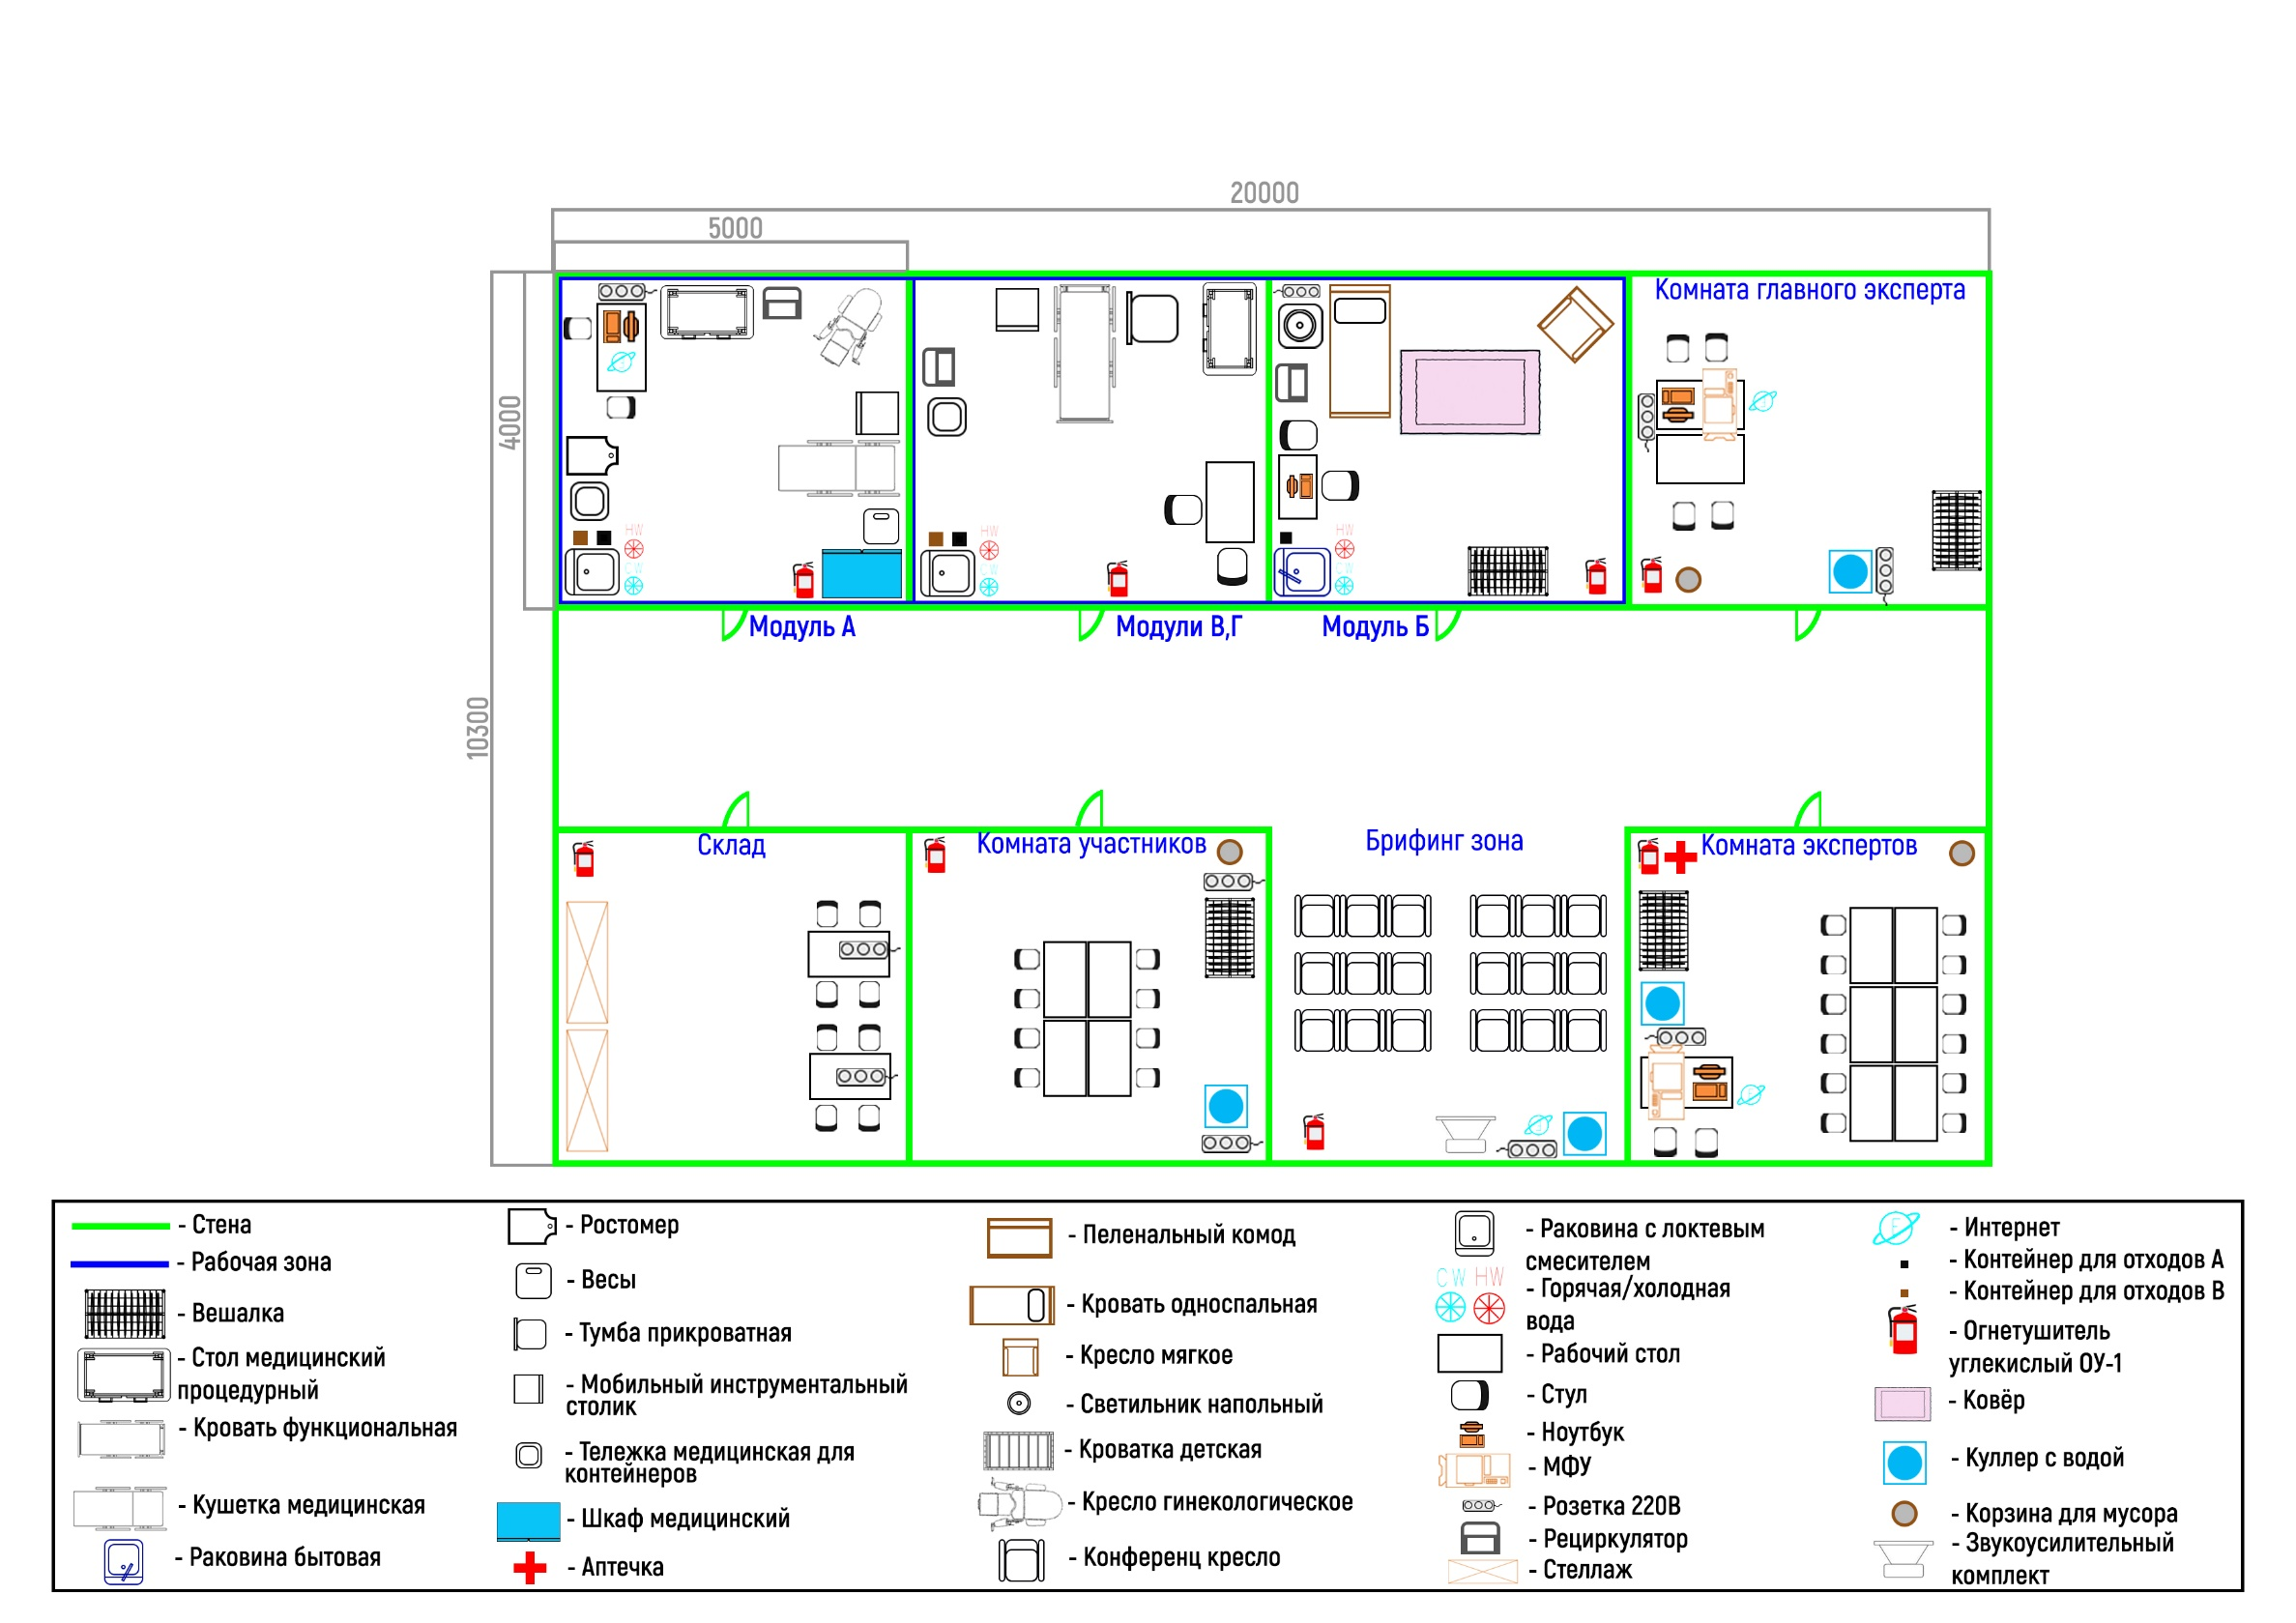 20000
5000
4000
10300
Комната главного эксперта
HW
CW
HW
CW
HW
CW
Модуль А
Модули В,Г
Модуль Б
Склад
Комната участников
Брифинг зона
Комната экспертов
- Стена
- Рабочая зона
- Вешалка
- Стол медицинский
процедурный
- Кровать функциональная
- Кушетка медицинская
- Раковина бытовая
- Ростомер
- Весы
- Тумба прикроватная
- Мобильный инструментальный
столик
- Тележка медицинская для
контейнеров
- Шкаф медицинский
- Аптечка
- Пеленальный комод
- Кровать односпальная
- Кресло мягкое
- Светильник напольный
- Кроватка детская
- Кресло гинекологическое
- Конференц кресло
- Раковина с локтевым
смесителем
CW HW
- Горячая/холодная
вода
- Рабочий стол
- Стул
- Ноутбук
- МФУ
- Розетка 220В
- Рециркулятор
- Стеллаж
- Интернет
- Контейнер для отходов А
- Контейнер для отходов В
- Огнетушитель
углекислый ОУ-1
- Ковёр
- Куллер с водой
- Корзина для мусора
- Звукоусилительный
комплект